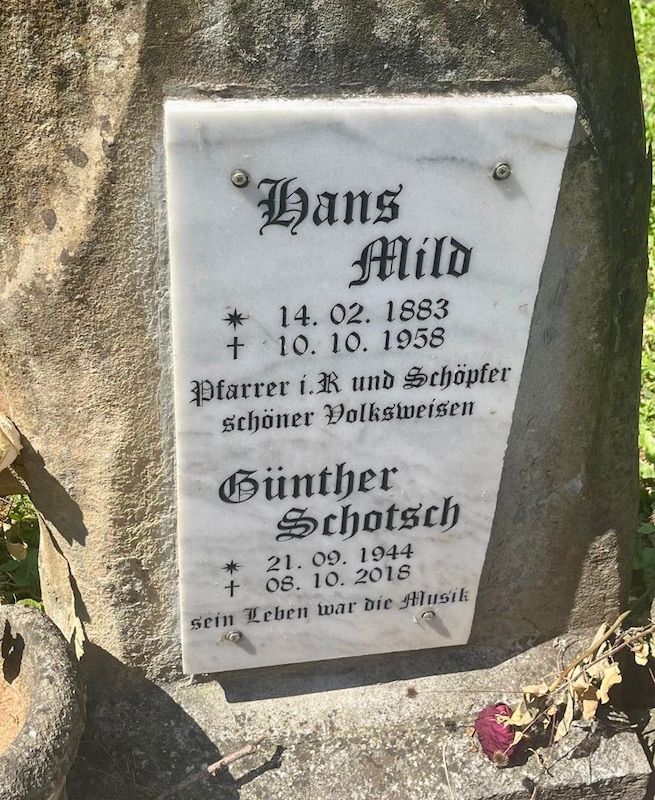 Hans
Mild
* 14. 02. 1883
† 10. 10. 1958
Pfarrer i.R und Schöpfer
schöner Volksweisen
Günther
Schotsch
* 21. 09. 1944
† 08. 10. 2018
sein Leben war die Musik